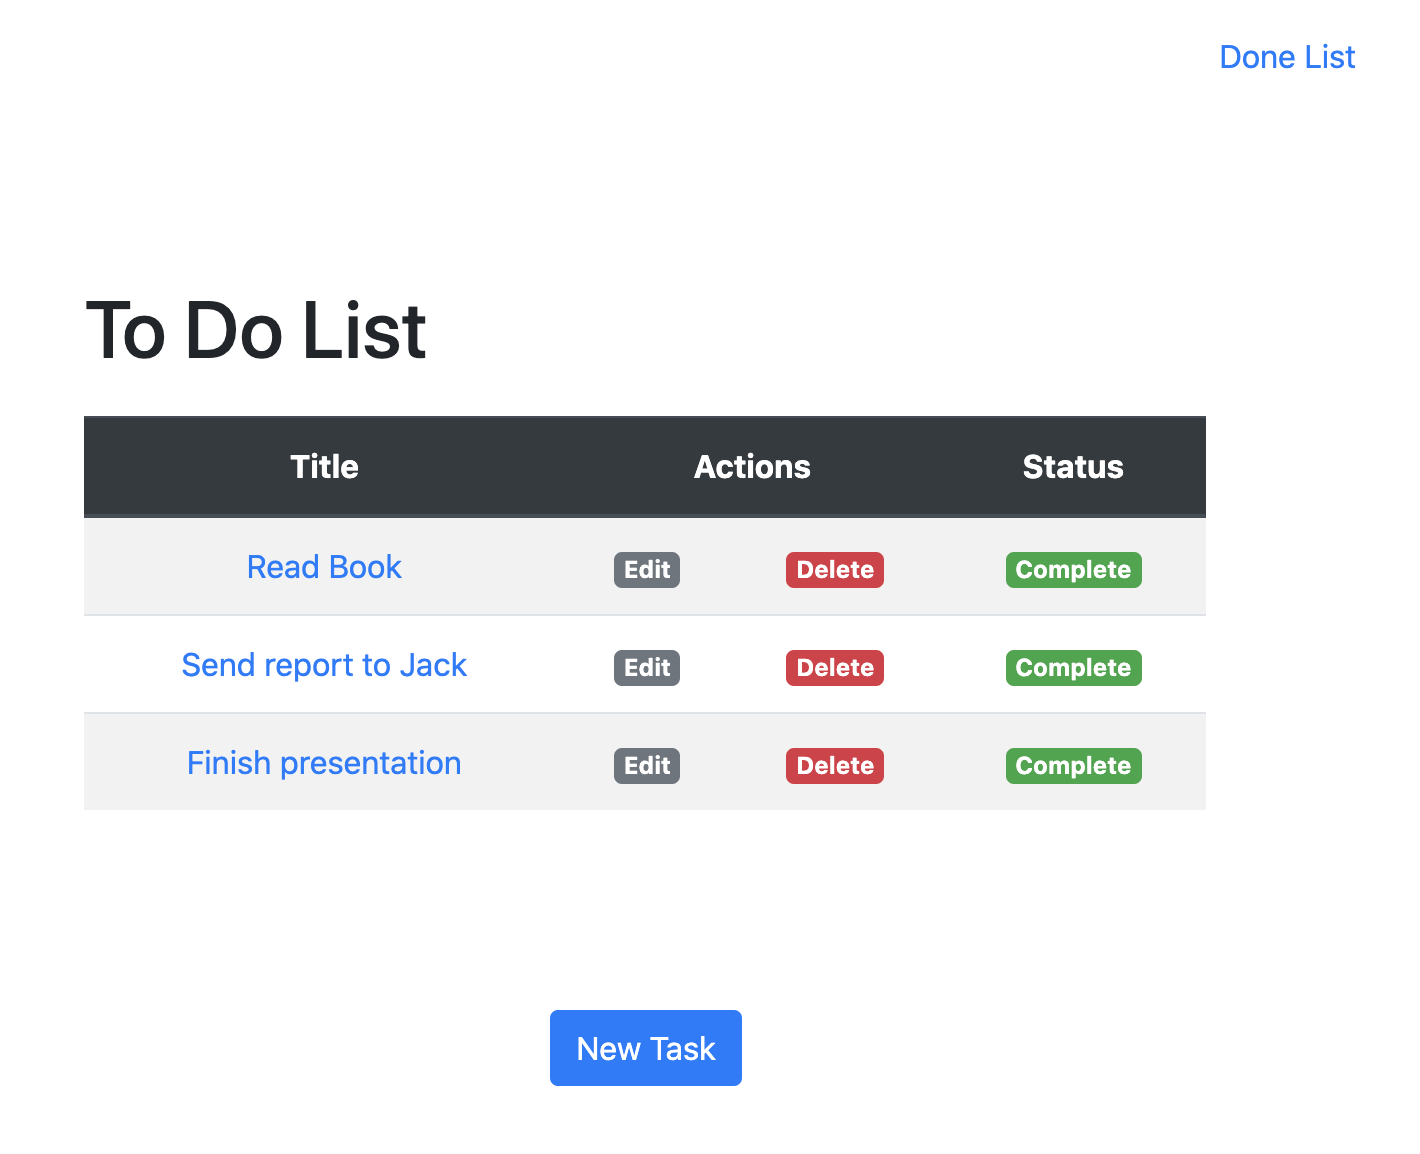 Done List
To Do List
Title Actions Status
Read Book Edit Delete Complete
Send report to Jack Edit Delete Complete
Finish presentation Edit Delete Complete
New Task